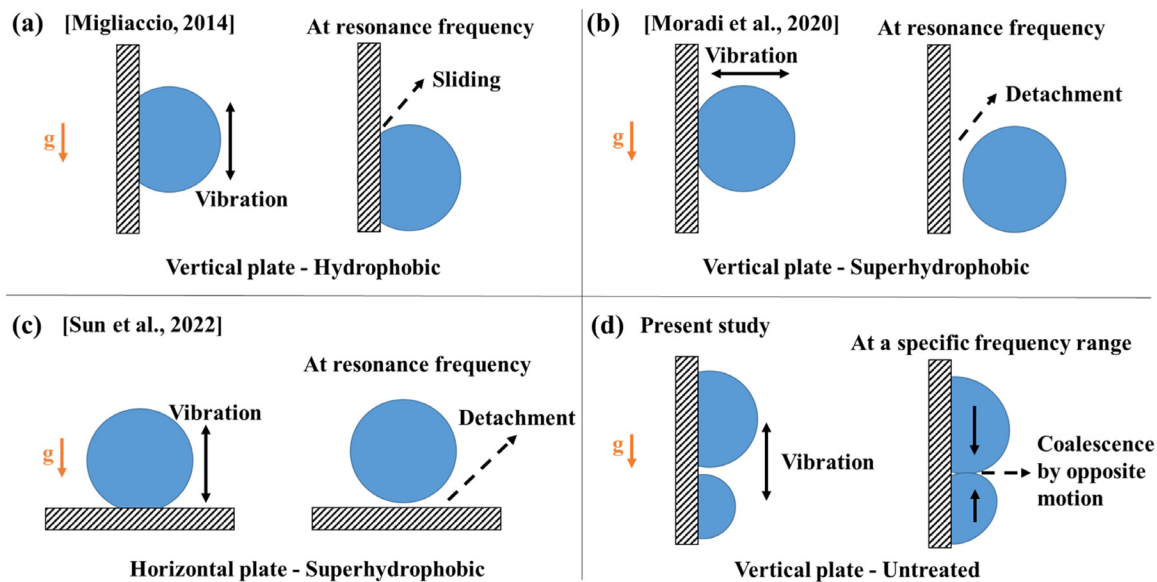 (a) [Migliaccio, 2014]
At resonance frequency
Sliding
g
Vibration
Vertical plate - Hydrophobic
(b) [Moradi et al., 2020]
At resonance frequency
Vibration
Detachment
g
Vertical plate - Superhydrophobic
(c) [Sun et al., 2022]
At resonance frequency
Vibration
Detachment
g
Horizontal plate - Superhydrophobic
(d) Present study
At a specific frequency range
g
Vibration
Coalescence
by opposite
motion
Vertical plate - Untreated